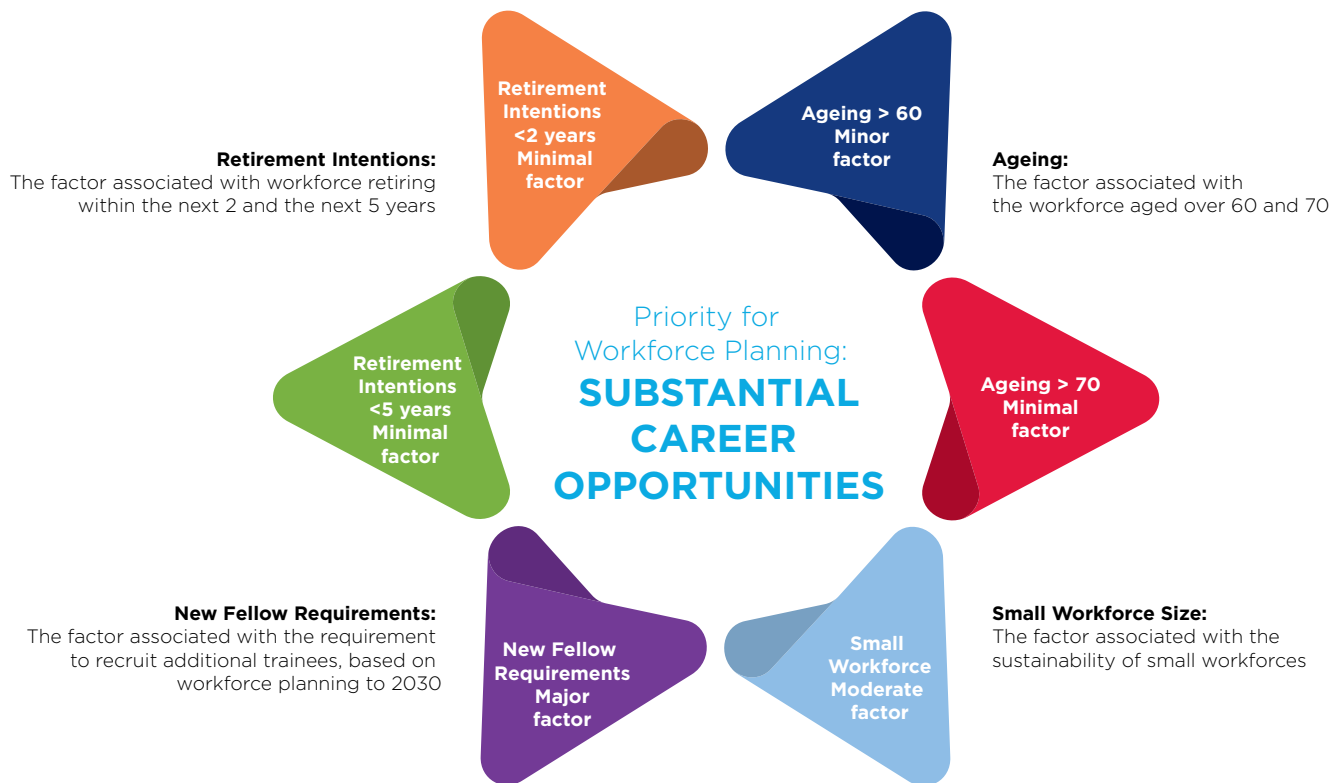 Retirement
Intentions
<2 years
Minimal
factor
Ageing > 60
Minor
factor
Retirement Intentions:
The factor associated with workforce retiring
within the next 2 and the next 5 years
Ageing:
The factor associated with
the workforce aged over 60 and 70
Priority for
Workforce Planning:
SUBSTANTIAL
CAREER
OPPORTUNITIES
Retirement
Intentions
<5 years
Minimal
factor
Ageing > 70
Minimal
factor
New Fellow Requirements:
The factor associated with the requirement
to recruit additional trainees, based on
workforce planning to 2030
New Fellow
Requirements
Major
factor
Small
Workforce
Moderate
factor
Small Workforce Size:
The factor associated with the
sustainability of small workforces